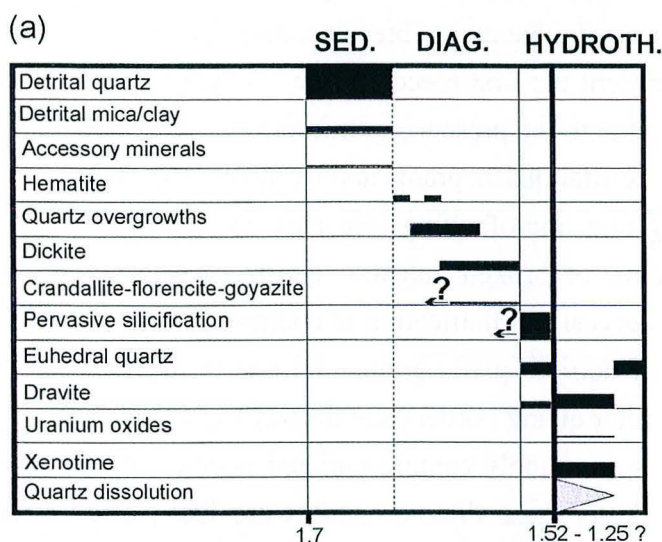 (a)
SED. DIAG. HYDROTH.
Detrital quartz
Detrital mica/clay
Accessory minerals
Hematite
Quartz overgrowths
Dickite
Crandallite-florencite-goyazite ?
Pervasive silicification ?
Euhedral quartz
Dravite
Uranium oxides
Xenotime
Quartz dissolution
1.7 1.52 - 1.25 ?